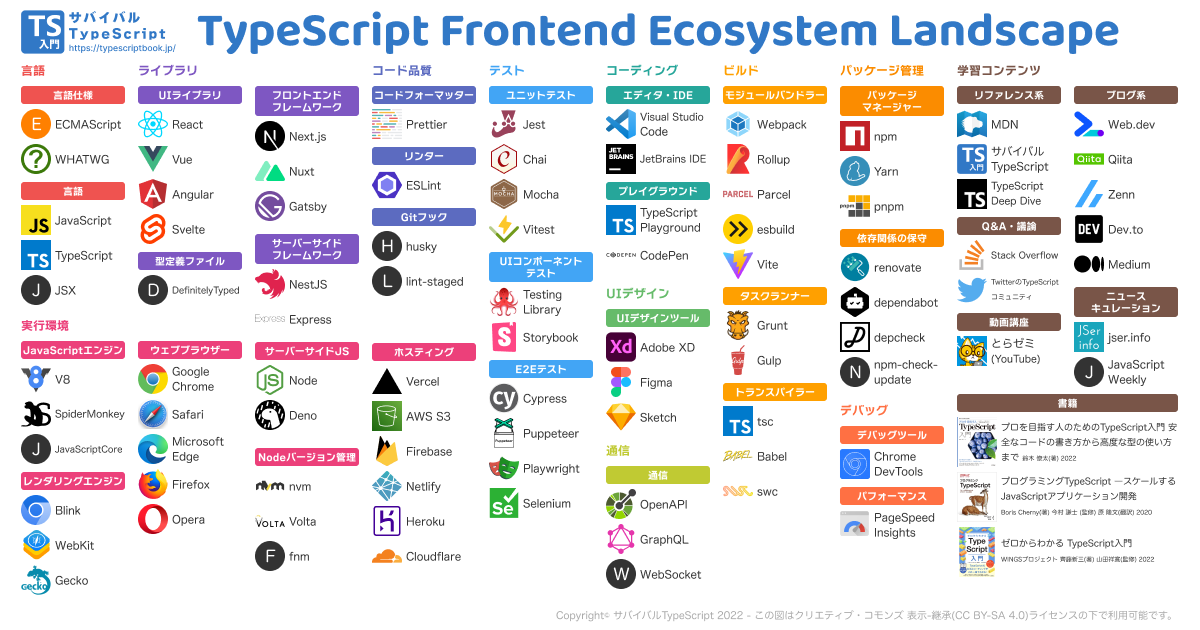 TS 入門
サバイバル
TypeScript
https://typescriptbook.jp/
TypeScript Frontend Ecosystem Landscape
言語
言語仕様
E ECMAScript
WHATWG
言語
JS JavaScript
TS TypeScript
J JSX
ライブラリ
UIライブラリ
React
Vue
Angular
Svelte
型定義ファイル
D DefinitelyTyped
フロントエンド
フレームワーク
Next.js
Nuxt
Gatsby
サーバーサイド
フレームワーク
NestJS
Express Express
実行環境
JavaScriptエンジン
V8
SpiderMonkey
J JavaScriptCore
レンダリングエンジン
Blink
WebKit
Gecko Gecko
ウェブブラウザー
Google
Chrome
Safari
Microsoft
Edge
Firefox
Opera
サーバーサイドJS
Node
Deno
Nodeバージョン管理
nvm
VOLTA Volta
F fnm
コード品質
コードフォーマッター
Prettier
リンター
ESLint
Gitフック
H husky
L lint-staged
ホスティング
Vercel
AWS S3
Firebase
Netlify
Heroku
Cloudflare
テスト
ユニットテスト
Jest
Chai
MOCHA Mocha
Vitest
UIコンポーネント
テスト
Testing
Library
Storybook
E2Eテスト
cy Cypress
Puppeteer Puppeteer
Playwright
Se Selenium
コーディング
エディタ・IDE
Visual Studio
Code
JET
BRAINS
JetBrains IDE
プレイグラウンド
TS TypeScript
Playground
CODEPEN CodePen
UIデザイン
UIデザインツール
Xd Adobe XD
Figma
Sketch
通信
通信
OpenAPI
GraphQL
W WebSocket
ビルド
モジュールバンドラー
Webpack
Rollup
PARCEL Parcel
esbuild
Vite
タスクランナー
Grunt
Gulp
トランスパイラー
TS tsc
BABEL Babel
swc
パッケージ管理
パッケージ
マネージャー
npm
Yarn
pnpm pnpm
依存関係の保守
renovate
dependabot
depcheck
N npm-check-
update
デバッグ
デバッグツール
Chrome
DevTools
パフォーマンス
PageSpeed
Insights
学習コンテンツ
リファレンス系
MDN
TS 入門
サバイバル
TypeScript
TS TypeScript
Deep Dive
Q&A・議論
Stack Overflow
TwitterのTypeScript
コミュニティ
動画講座
とらゼミ
(YouTube)
ブログ系
Web.dev
Qiita Qiita
Zenn
DEV Dev.to
Medium
ニュース
キュレーション
JSer
info
jser.info
J JavaScript
Weekly
書籍
プロを目指す人のためのTypeScript入門 安
全なコードの書き方から高度な型の使い方
まで 鈴木 僚太(著) 2022
プログラミングTypeScript ―スケールする
JavaScriptアプリケーション開発
Boris Cherny(著) 今村 謙士 (監修) 原 隆文(翻訳) 2020
ゼロからわかる TypeScript入門
WINGSプロジェクト 齊藤新三(著) 山田祥寛(監修) 2022
Copyright© サバイバルTypeScript 2022 - この図はクリエイティブ・コモンズ 表示-継承(CC BY-SA 4.0)ライセンスの下で利用可能です。